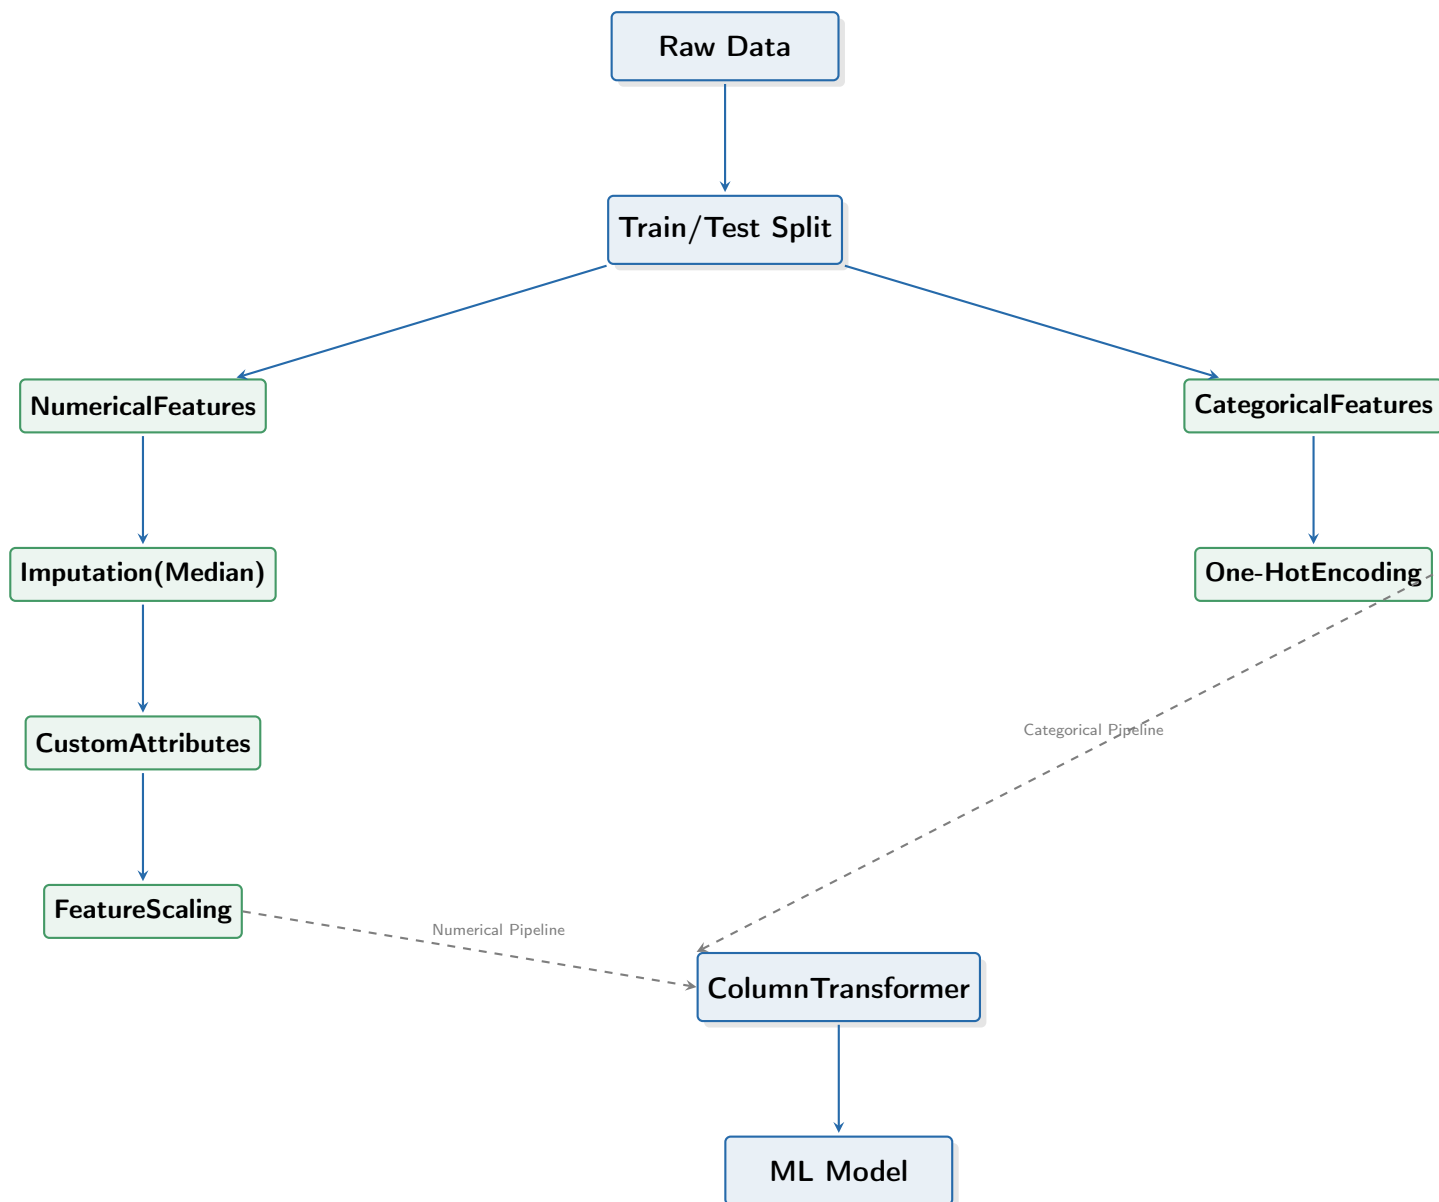 Raw Data
Train/Test Split
NumericalFeatures
CategoricalFeatures
Imputation(Median)
One-HotEncoding
Categorical Pipeline
CustomAttributes
FeatureScaling
Numerical Pipeline
ColumnTransformer
ML Model